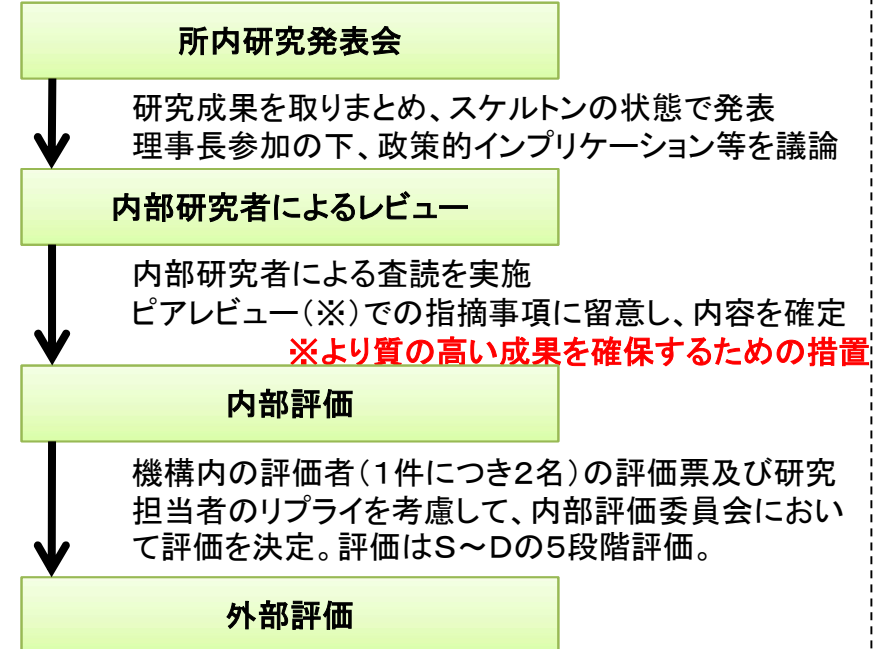 所内研究発表会
研究成果を取りまとめ、スケルトンの状態で発表
理事長参加の下、政策的インプリケーション等を議論
内部研究者によるレビュー
内部研究者による査読を実施
ピアレビュー(※)での指摘事項に留意し、内容を確定
※より質の高い成果を確保するための措置
内部評価
機構内の評価者(1件につき2名)の評価票及び研究
担当者のリプライを考慮して、内部評価委員会におい
て評価を決定。評価はS～Dの5段階評価。
外部評価